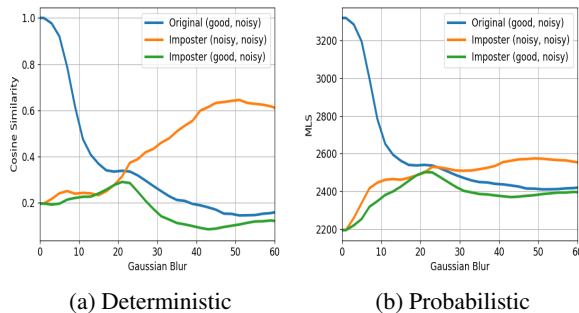 Original (good, noisy)
Imposter (noisy, noisy)
Imposter (good, noisy)
1.0
0.8
0.6
0.4
0.2
Cosine Similarity
0 10 20 30 40 50 60
Gaussian Blur
(a) Deterministic
Original (good, noisy)
Imposter (noisy, noisy)
Imposter (good, noisy)
3200
3000
2800
2600
2400
2200
MLS
0 10 20 30 40 50 60
Gaussian Blur
(b) Probabilistic